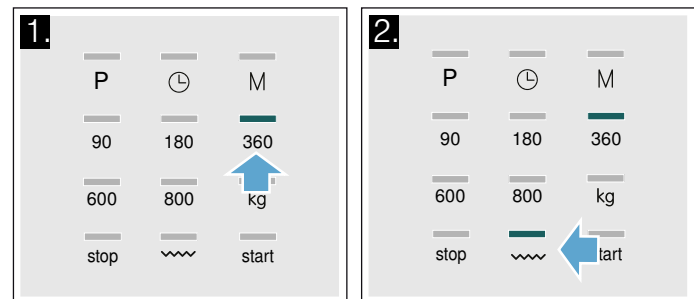 1.
P M
90 180 360
600 800 kg
stop start
2.
P M
90 180 360
600 800 kg
stop tart